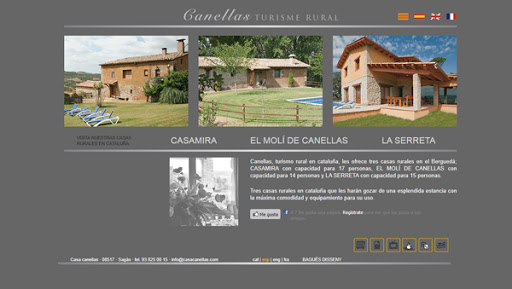 Canellas TURISME RURAL
VISITA NUESTRAS CASAS
RURALES EN CATALUÑA
CASAMIRA
EL MOLÍ DE CANELLAS
LA SERRETA
Canellas, turismo rural en cataluña, les ofrece tres casas rurales en el Berguedà;
CASAMIRA con capacidad para 17 personas, EL MOLÍ DE CANELLAS con
capacidad para 14 personas y LA SERRETA con capacidad para 15 personas.
Tres casas rurales en cataluña que les harán gozar de una esplendida estancia con
la máxima comodidad y equipamiento para su uso
Me gusta
Regístrate
Casa canellas · 08517 · Sagàs · tel. 93 825 00 15 · info@casacanellas.com
cat | esp | eng | fra
BAGUÉS DISSENY